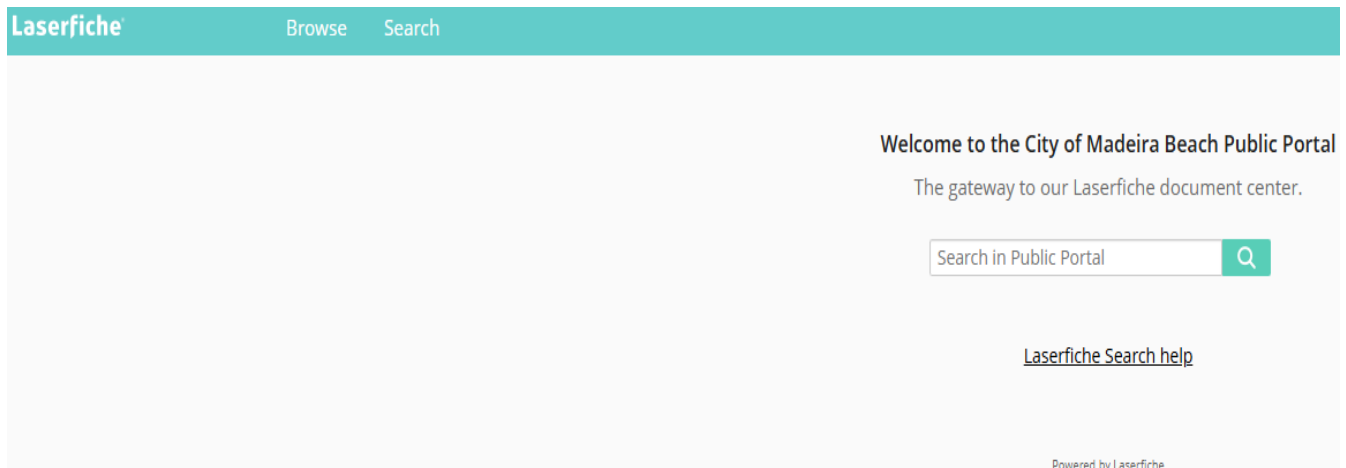 Laserfiche Browse Search
Welcome to the City of Madeira Beach Public Portal
The gateway to our Laserfiche document center.
Search in Public Portal
Laserfiche Search help
Powered by Laserfiche